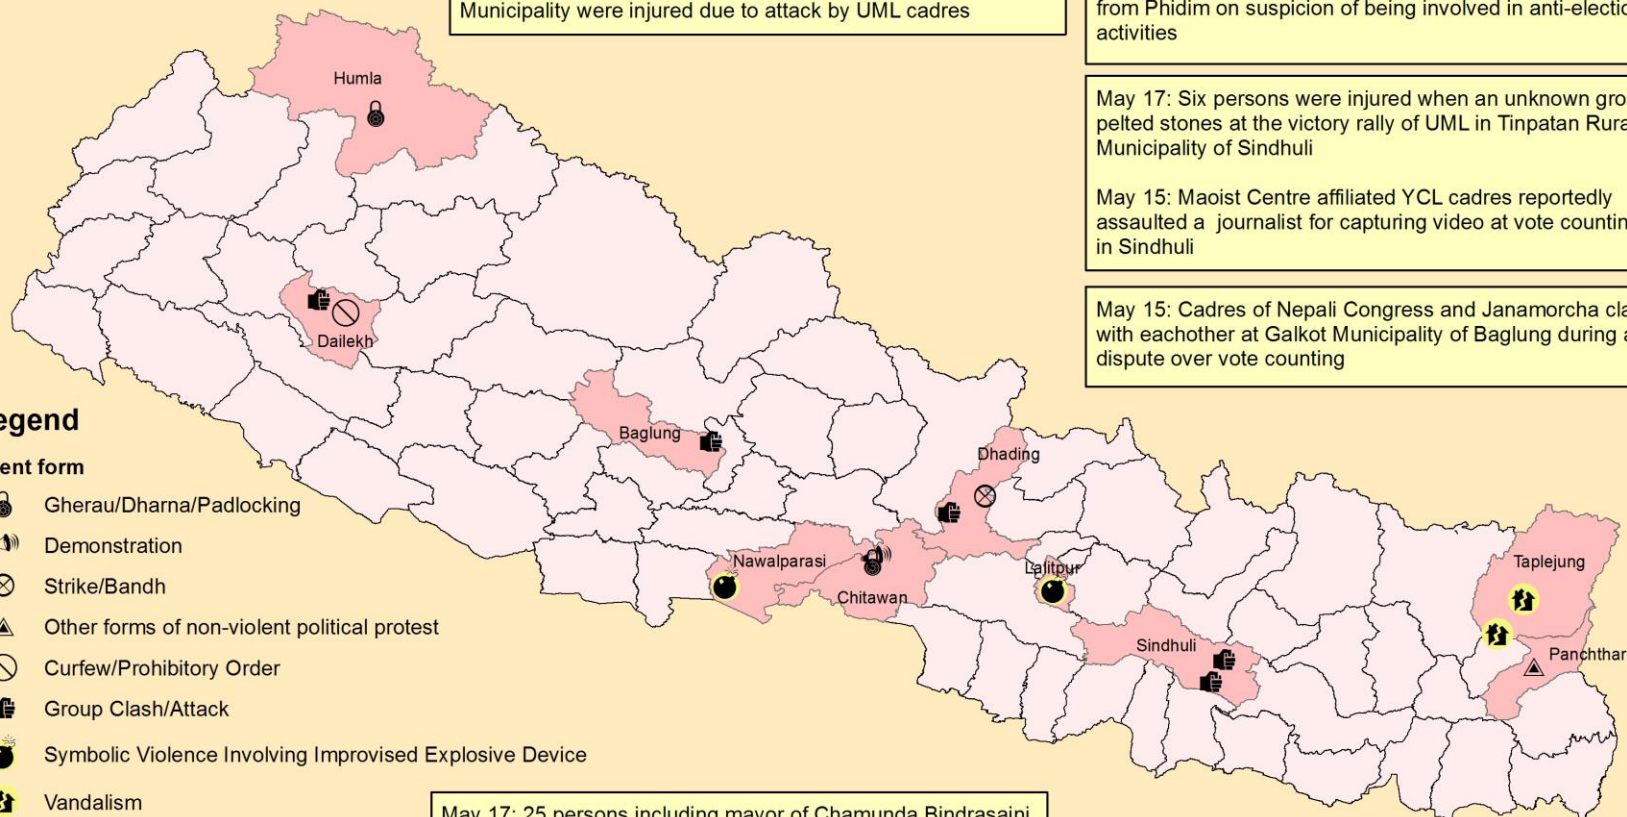 Municipality were injured due to attack by UML cadres
from Phidim on suspicion of being involved in
activities
May 17: Six persons were injured when an unknown
pelted stones at the victory rally of UML in Tinpatan
Municipality of Sindhuli
May 15: Maoist Centre affiliated YCL cadres reportedly
assaulted a journalist for capturing video at vote
in Sindhuli
May 15: Cadres of Nepali Congress and Janamorcha
with eachother at Galkot Municipality of Baglung during
dispute over vote counting
Humla
Dailekh
Baglung
Dhading
Nawalparasi
Chitawan
Lalitpur
Sindhuli
Taplejung
Panchthar
egend
ent form
Gherau/Dharna/Padlocking
Demonstration
Strike/Bandh
Other forms of non-violent political protest
Curfew/Prohibitory Order
Group Clash/Attack
Symbolic Violence Involving Improvised Explosive Device
Vandalism
May 17: 25 persons including mayor of Chamunda Bindrasaini